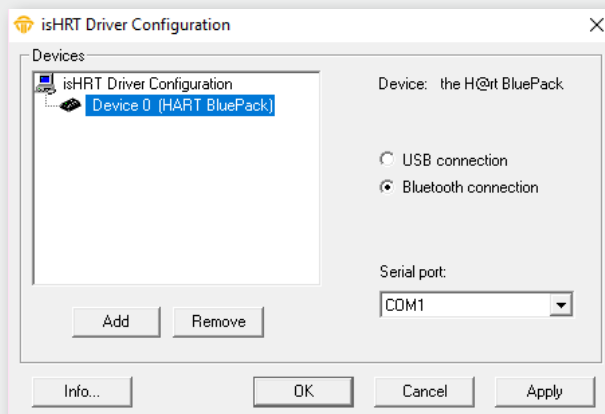 isHRT Driver Configuration
Devices
isHRT Driver Configuration
Device 0 (HART BluePack)
Device: the H@rt BluePack
USB connection
Bluetooth connection
Serial port:
COM1
Add
Remove
Info...
OK
Cancel
Apply